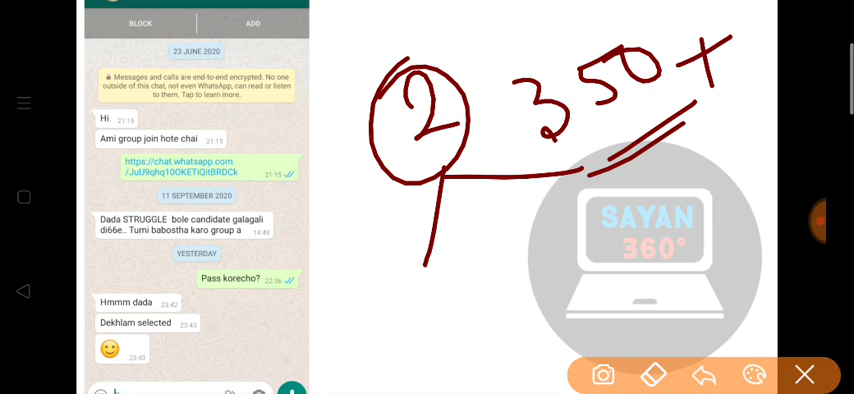 BLOCK
ADD
23 JUNE 2020
Messages and calls are end-to-end encrypted. No one
outside of this chat, not even WhatsApp, can read or listen
to them. Tap to learn more.
Hi
21:15
Ami group join hote chai
21:15
https://chat.whatsapp.com
/JuU9qhq10OKETiQitBRDCk
21:15
11 SEPTEMBER 2020
Dada STRUGGLE bole candidate galagali
di66e.. Tumi babostha karo group a
14:49
YESTERDAY
Pass korecho?
22:36
Hmmm dada
23:42
Dekhlam selected
23:43
23:43
2 350+
SAYAN
360°